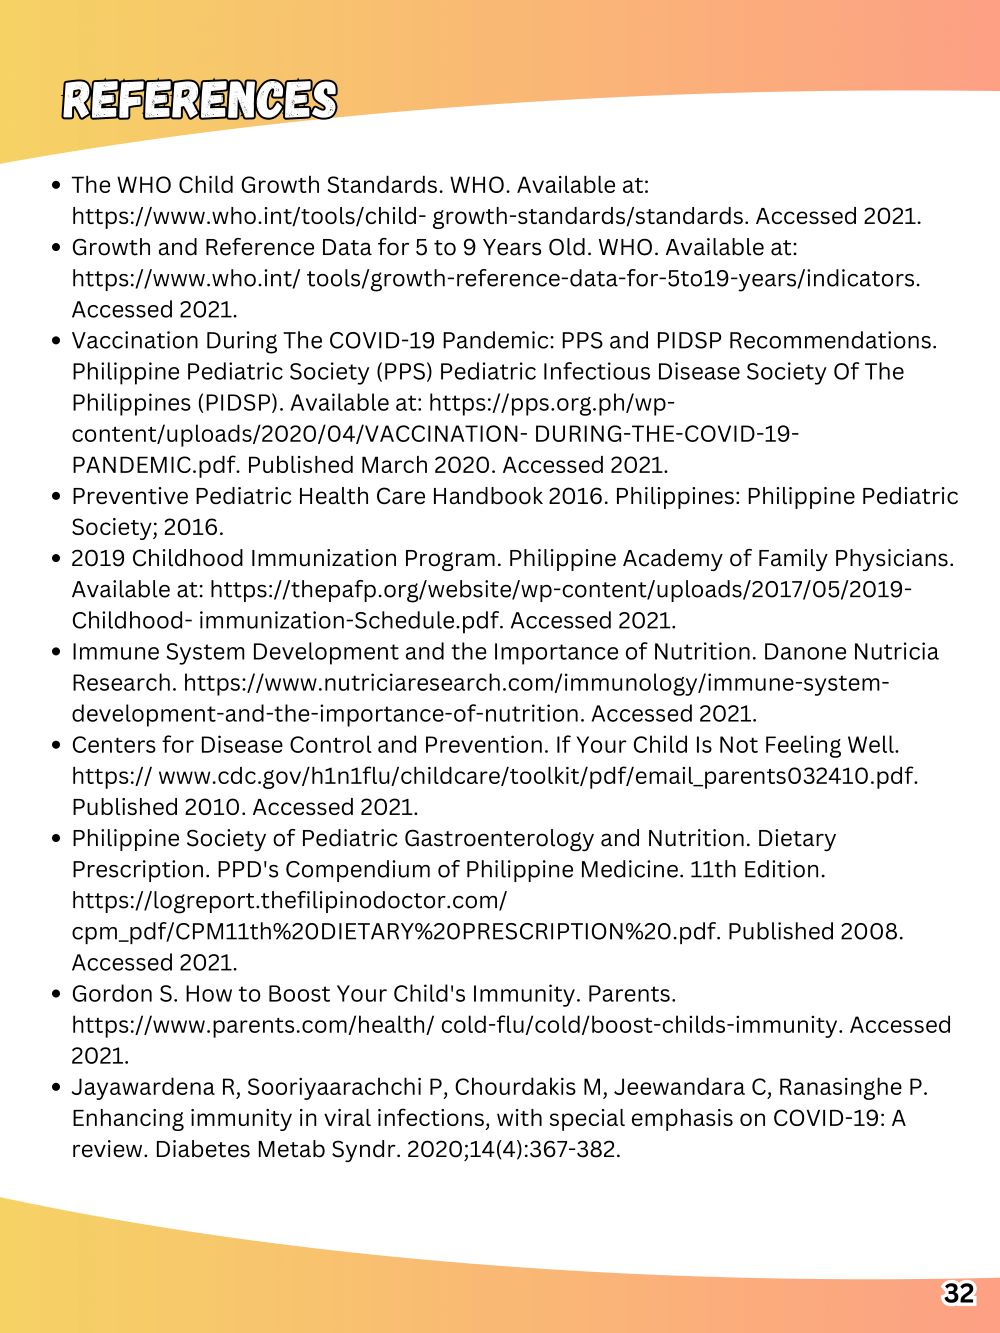 REFERENCES
• The WHO Child Growth Standards. WHO. Available at:
https://www.who.int/tools/child- growth-standards/standards. Accessed 2021.
• Growth and Reference Data for 5 to 9 Years Old. WHO. Available at:
https://www.who.int/ tools/growth-reference-data-for-5to19-years/indicators.
Accessed 2021.
• Vaccination During The COVID-19 Pandemic: PPS and PIDSP Recommendations.
Philippine Pediatric Society (PPS) Pediatric Infectious Disease Society Of The
Philippines (PIDSP). Available at: https://pps.org.ph/wp-
content/uploads/2020/04/VACCINATION- DURING-THE-COVID-19-
PANDEMIC.pdf. Published March 2020. Accessed 2021.
• Preventive Pediatric Health Care Handbook 2016. Philippines: Philippine Pediatric
Society; 2016.
• 2019 Childhood Immunization Program. Philippine Academy of Family Physicians.
Available at: https://thepafp.org/website/wp-content/uploads/2017/05/2019-
Childhood- immunization-Schedule.pdf. Accessed 2021.
• Immune System Development and the Importance of Nutrition. Danone Nutricia
Research. https://www.nutriciaresearch.com/immunology/immune-system-
development-and-the-importance-of-nutrition. Accessed 2021.
• Centers for Disease Control and Prevention. If Your Child Is Not Feeling Well.
https:// www.cdc.gov/h1n1flu/childcare/toolkit/pdf/email_parents032410.pdf.
Published 2010. Accessed 2021.
• Philippine Society of Pediatric Gastroenterology and Nutrition. Dietary
Prescription. PPD's Compendium of Philippine Medicine. 11th Edition.
https://logreport.thefilipinodoctor.com/
cpm_pdf/CPM11th%20DIETARY%20PRESCRIPTION%20.pdf. Published 2008.
Accessed 2021.
• Gordon S. How to Boost Your Child's Immunity. Parents.
https://www.parents.com/health/ cold-flu/cold/boost-childs-immunity. Accessed
2021.
• Jayawardena R, Sooriyaarachchi P, Chourdakis M, Jeewandara C, Ranasinghe P.
Enhancing immunity in viral infections, with special emphasis on COVID-19: A
review. Diabetes Metab Syndr. 2020;14(4):367-382.
32